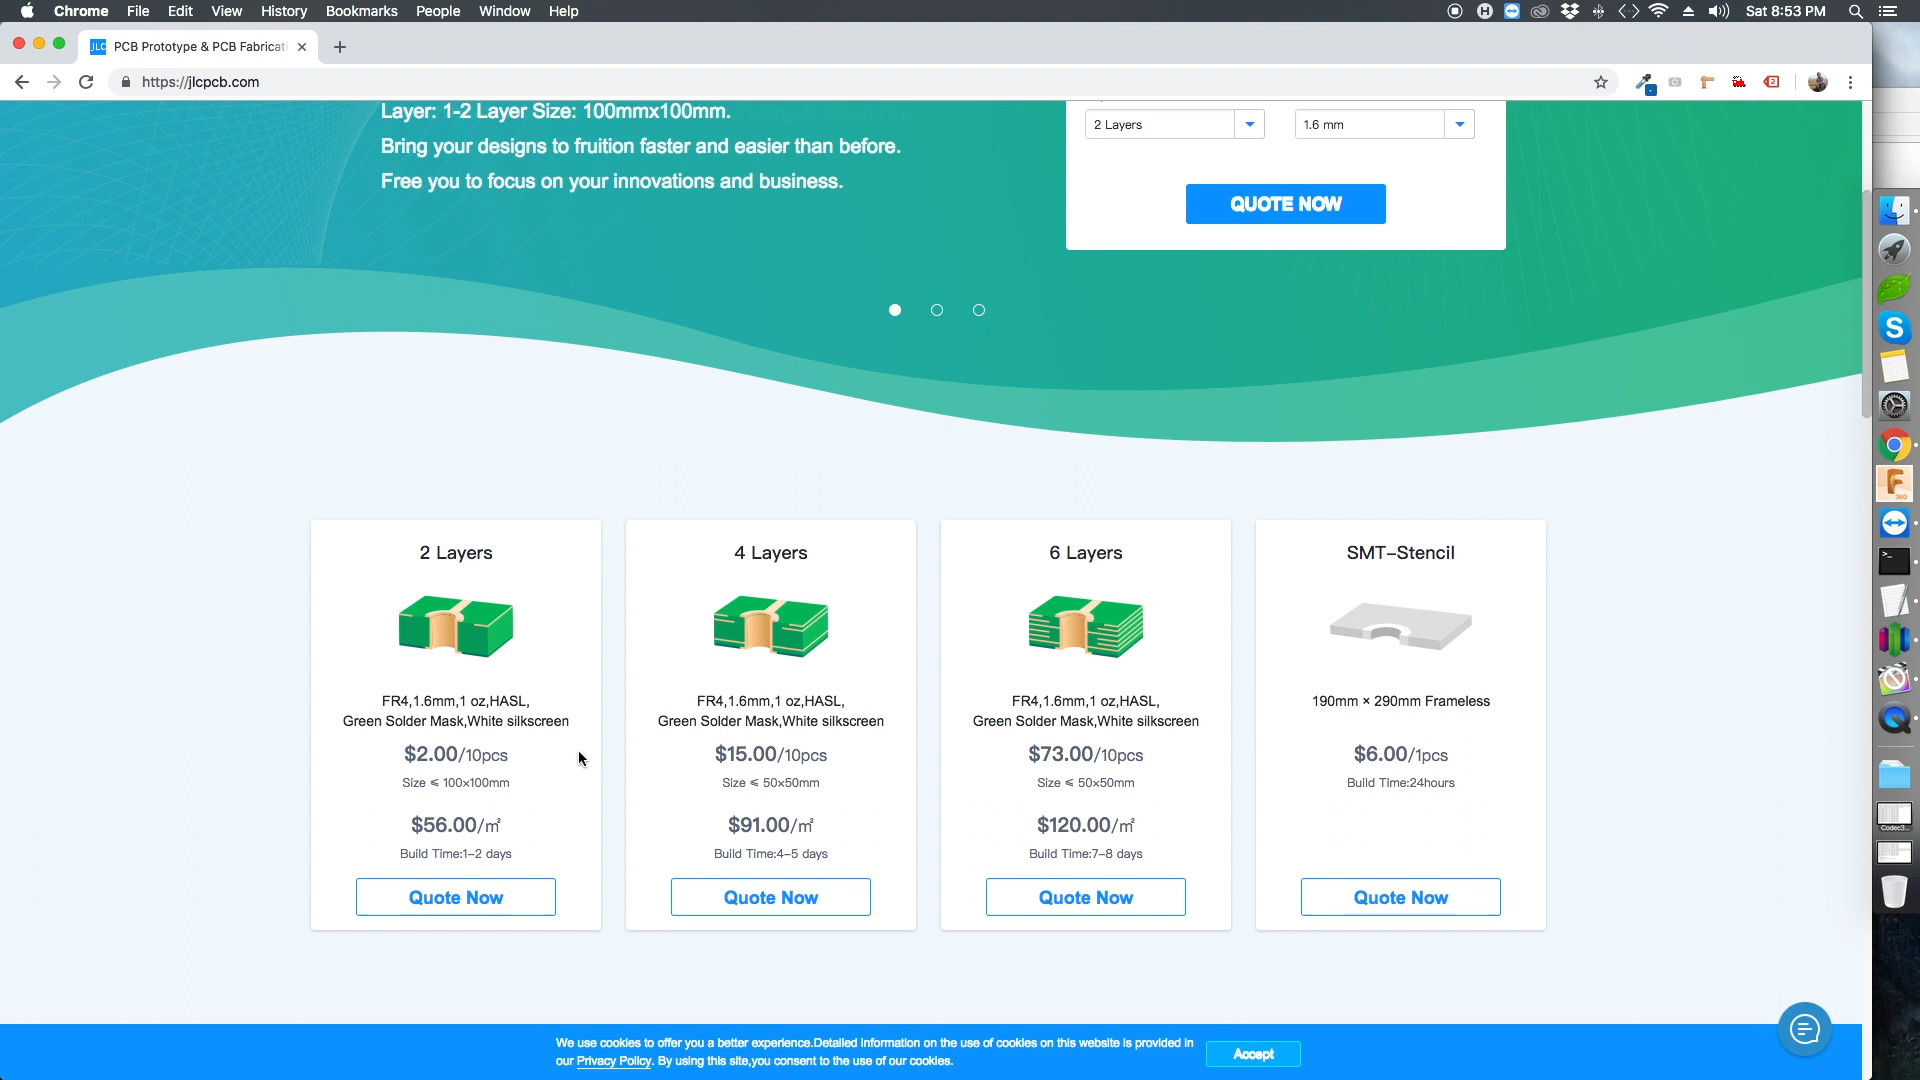 Chrome File Edit View History Bookmarks People Window Help
Sat 8:53 PM
JLC PCB Prototype & PCB Fabricati
https://jlcpcb.com
2
Layer: 1-2 Layer Size: 100mmx100mm.
Bring your designs to fruition faster and easier than before.
Free you to focus on your innovations and business.
2 Layers
1.6 mm
QUOTE NOW
2 Layers
FR4,1.6mm,1 oz,HASL,
Green Solder Mask,White silkscreen
$2.00/10pcs
Size ≤ 100x100mm
$56.00/㎡
Build Time:1-2 days
Quote Now
4 Layers
FR4,1.6mm,1 oz,HASL,
Green Solder Mask,White silkscreen
$15.00/10pcs
Size ≤ 50x50mm
$91.00/㎡
Build Time:4-5 days
Quote Now
6 Layers
FR4,1.6mm,1 oz,HASL,
Green Solder Mask,White silkscreen
$73.00/10pcs
Size ≤ 50x50mm
$120.00/㎡
Build Time:7-8 days
Quote Now
SMT-Stencil
190mm × 290mm Frameless
$6.00/1pcs
Build Time:24hours
Quote Now
We use cookies to offer you a better experience.Detailed information on the use of cookies on this website is provided in
our Privacy Policy. By using this site,you consent to the use of our cookies.
Accept
S
F
360
Codec3...